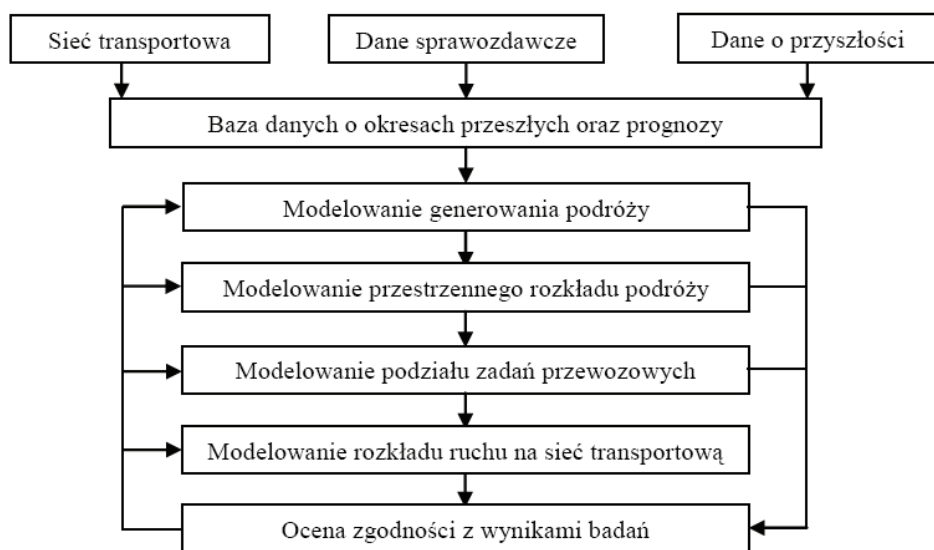 Sieć transportowa
Dane sprawozdawcze
Dane o przyszłości
Baza danych o okresach przeszłych oraz prognozy
Modelowanie generowania podróży
Modelowanie przestrzennego rozkładu podróży
Modelowanie podziału zadań przewozowych
Modelowanie rozkładu ruchu na sieć transportową
Ocena zgodności z wynikami badań